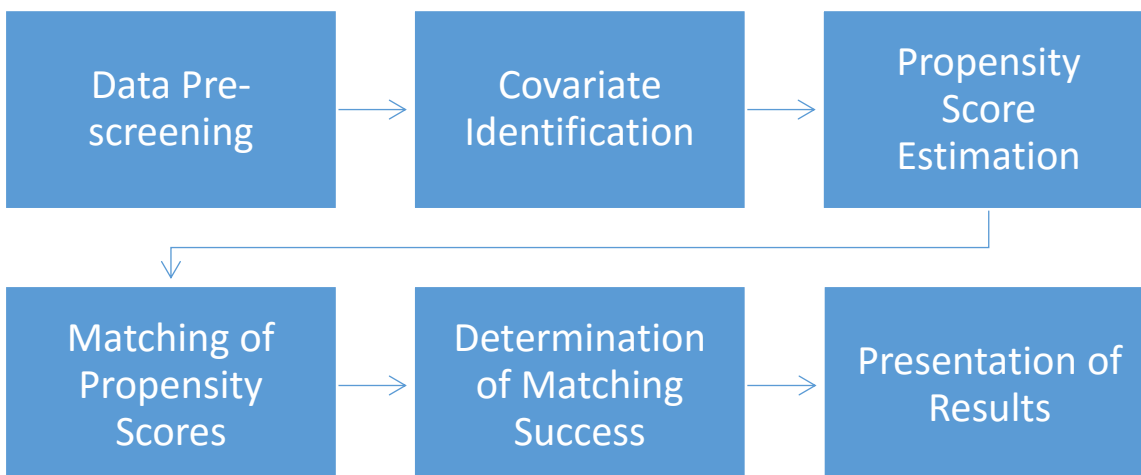 Data Pre-
screening
Covariate
Identification
Propensity
Score
Estimation
Matching of
Propensity
Scores
Determination
of Matching
Success
Presentation of
Results